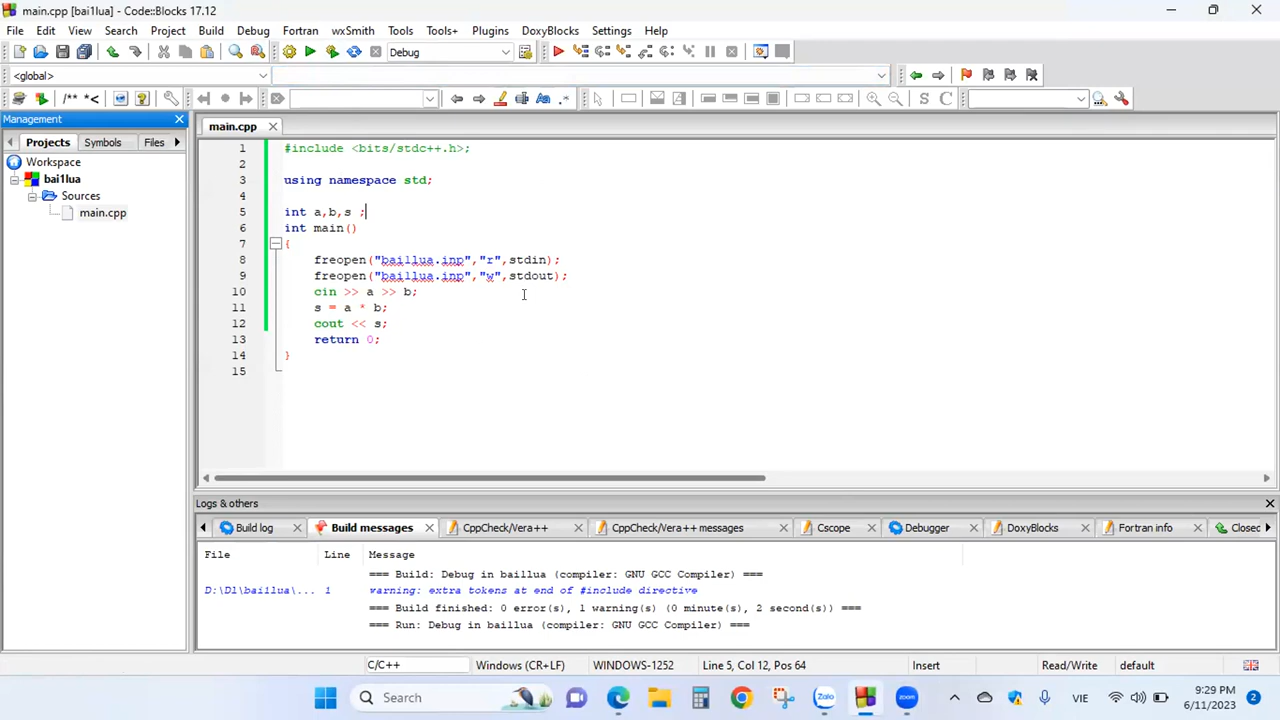 main.cpp [bai1lua] - Code::Blocks 17.12
File Edit View Search Project Build Debug Fortran wxSmith Tools Tools+ Plugins DoxyBlocks Settings Help
Debug
<global>
/** *< Aa .* S C
Management
Projects Symbols Files
main.cpp
Workspace
bai1lua
Sources
main.cpp
1 #include <bits/stdc++.h>;
2
3 using namespace std;
4
5 int a,b,s ;
6 int main()
7 {
8 freopen("bai1lua.inp","r",stdin);
9 freopen("bai1lua.inp","w",stdout);
10 cin >> a >> b;
11 s = a * b;
12 cout << s;
13 return 0;
14 }
15
Logs & others
Build log Build messages CppCheck/Vera++ CppCheck/Vera++ messages Cscope Debugger DoxyBlocks Fortran info Closec
File Line Message
=== Build: Debug in bai1lua (compiler: GNU GCC Compiler) ===
D:\D1\bai1lua\... 1 warning: extra tokens at end of #include directive
=== Build finished: 0 error(s), 1 warning(s) (0 minute(s), 2 second(s)) ===
=== Run: Debug in bai1lua (compiler: GNU GCC Compiler) ===
C/C++ Windows (CR+LF) WINDOWS-1252 Line 5, Col 12, Pos 64 Insert Read/Write default
Search Zalo zoom VIE 9:29 PM 2
6/11/2023